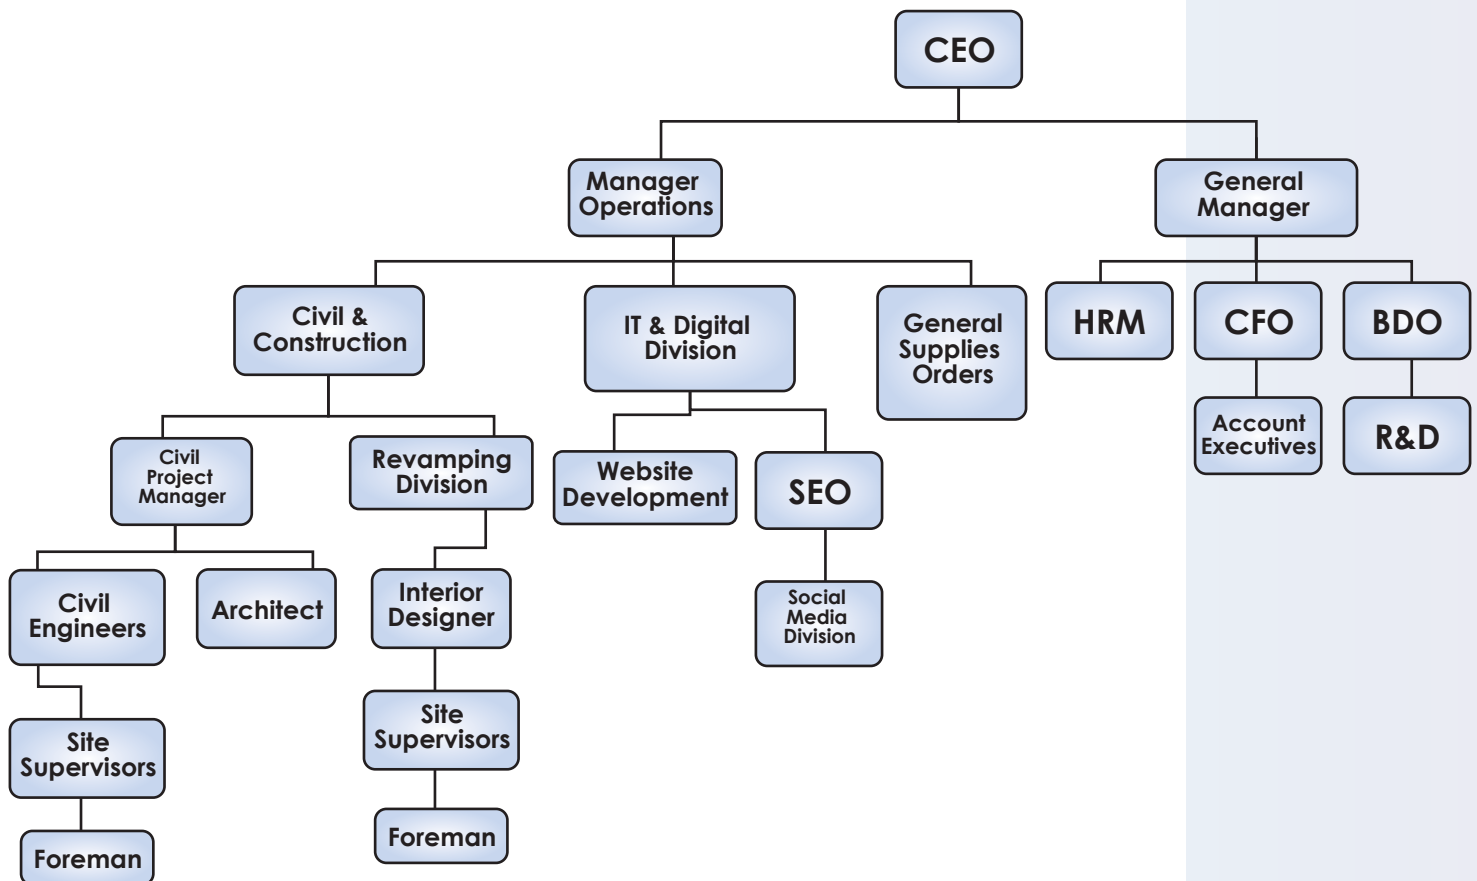 CEO
Manager
Operations
General
Manager
Civil &
Construction
IT & Digital
Division
General
Supplies
Orders
HRM
CFO
BDO
Account
Executives
R&D
Civil
Project
Manager
Revamping
Division
Website
Development
SEO
Civil
Engineers
Architect
Interior
Designer
Social
Media
Division
Site
Supervisors
Site
Supervisors
Foreman
Foreman